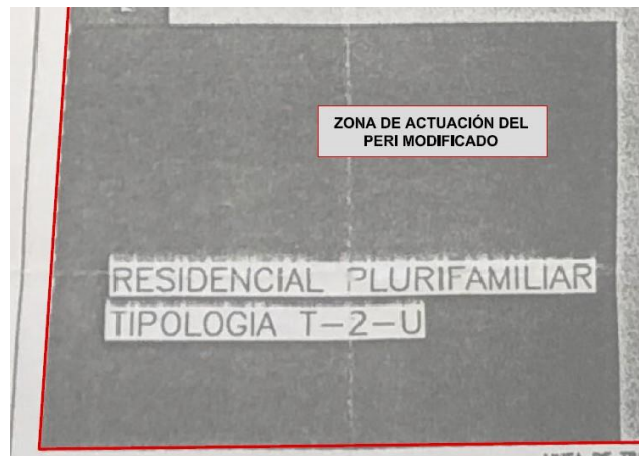 ZONA DE ACTUACIÓN DEL
PERI MODIFICADO
RESIDENCIAL PLURIFAMILIAR
TIPOLOGIA T-2-U